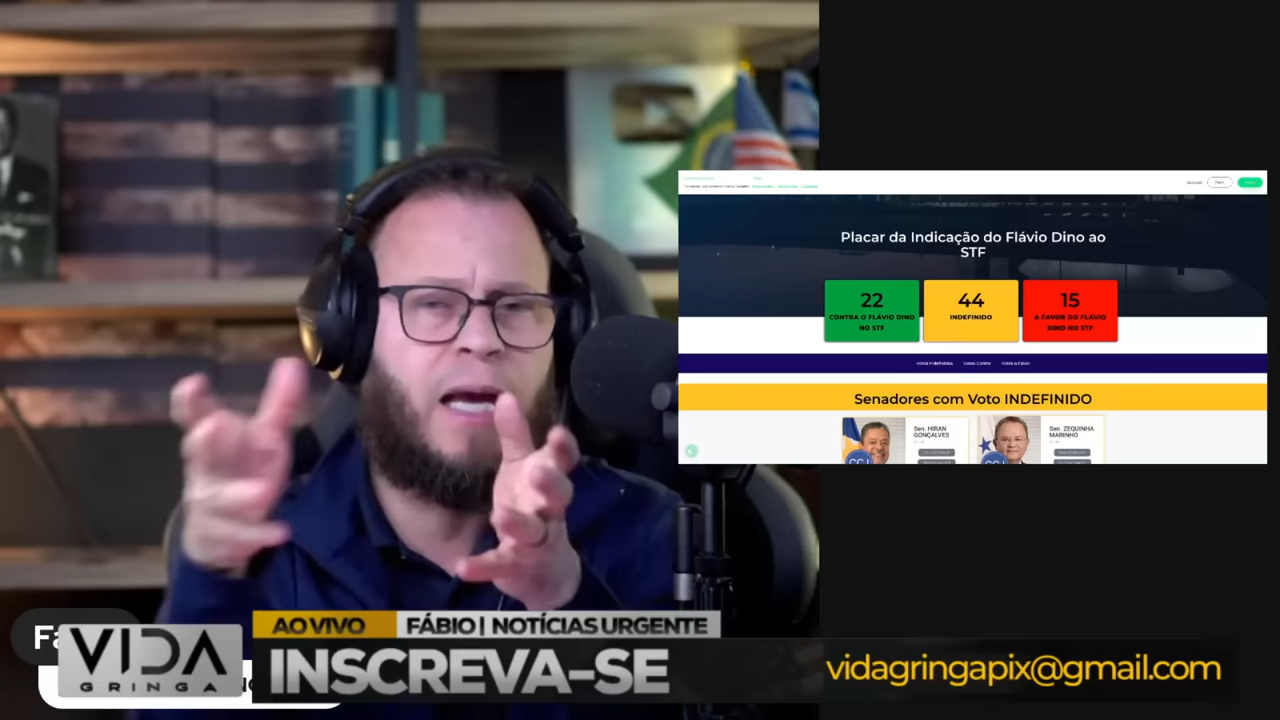 Placar da Indicação do Flávio Dino ao
STF
22
CONTRA O FLÁVIO DINO
NO STF
44
INDEFINIDO
15
A FAVOR DO FLÁVIO
DINO NO STF
Senadores com Voto INDEFINIDO
Sen. HIRAN
GONÇALVES
Sen. ZEQUINHA
MARINHO
AO VIVO
FÁBIO | NOTÍCIAS URGENTE
VIDA
GRINGA
INSCREVA-SE
vidagringapix@gmail.com